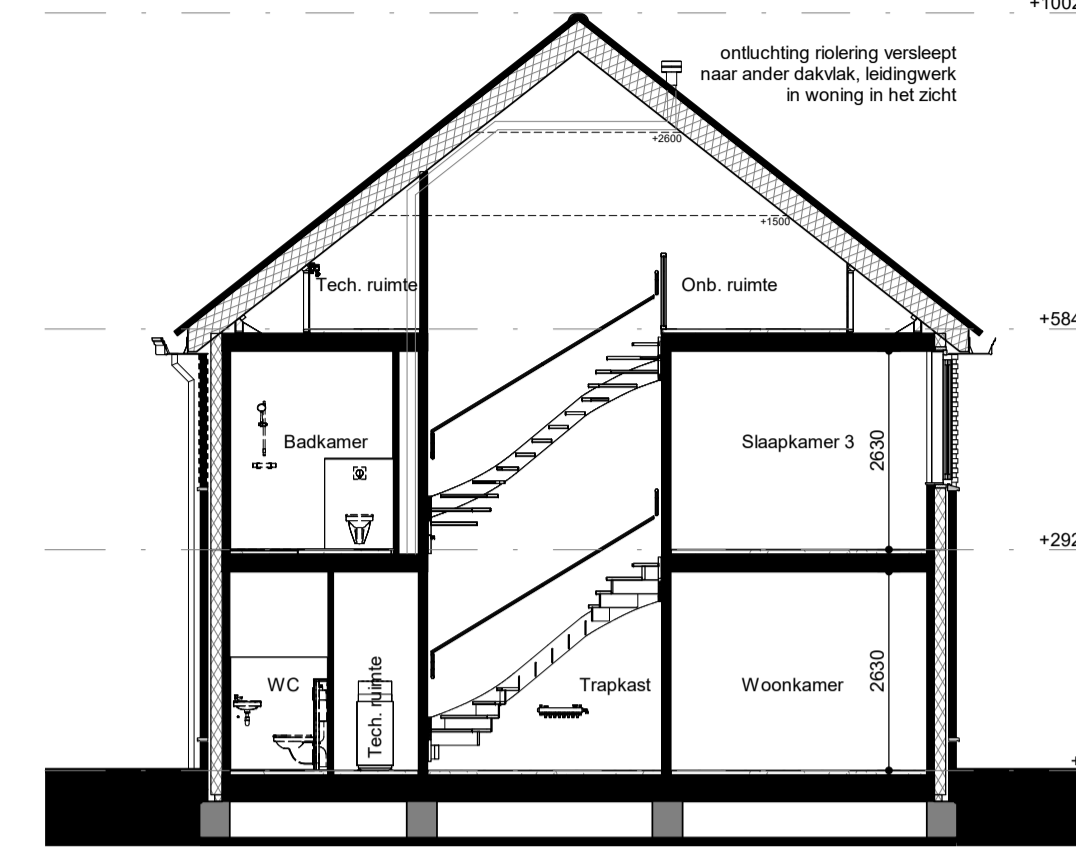 +1002
ontluchting riolering versleept
naar ander dakvlak, leidingwerk
in woning in het zicht
+2600
+1500
Tech. ruimte
Onb. ruimte
+584
Badkamer
Slaapkamer 3
2630
+292
WC
Tech. ruimte
Trapkast
Woonkamer
2630
+